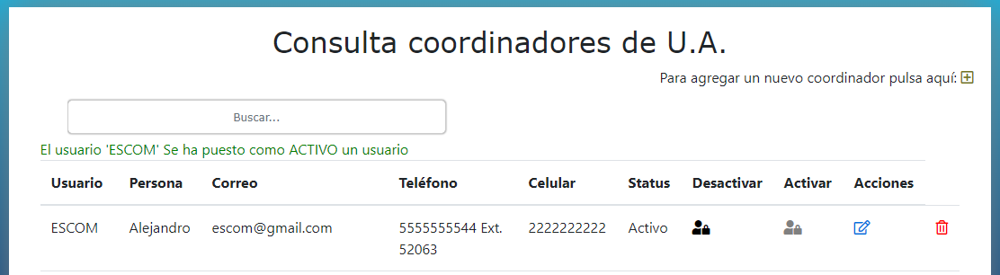 Consulta coordinadores de U.A.
Para agregar un nuevo coordinador pulsa aquí:
Buscar...
El usuario 'ESCOM' Se ha puesto como ACTIVO un usuario
Usuario Persona Correo Teléfono Celular Status Desactivar Activar Acciones
ESCOM Alejandro escom@gmail.com 5555555544 Ext. 2222222222 Activo
52063